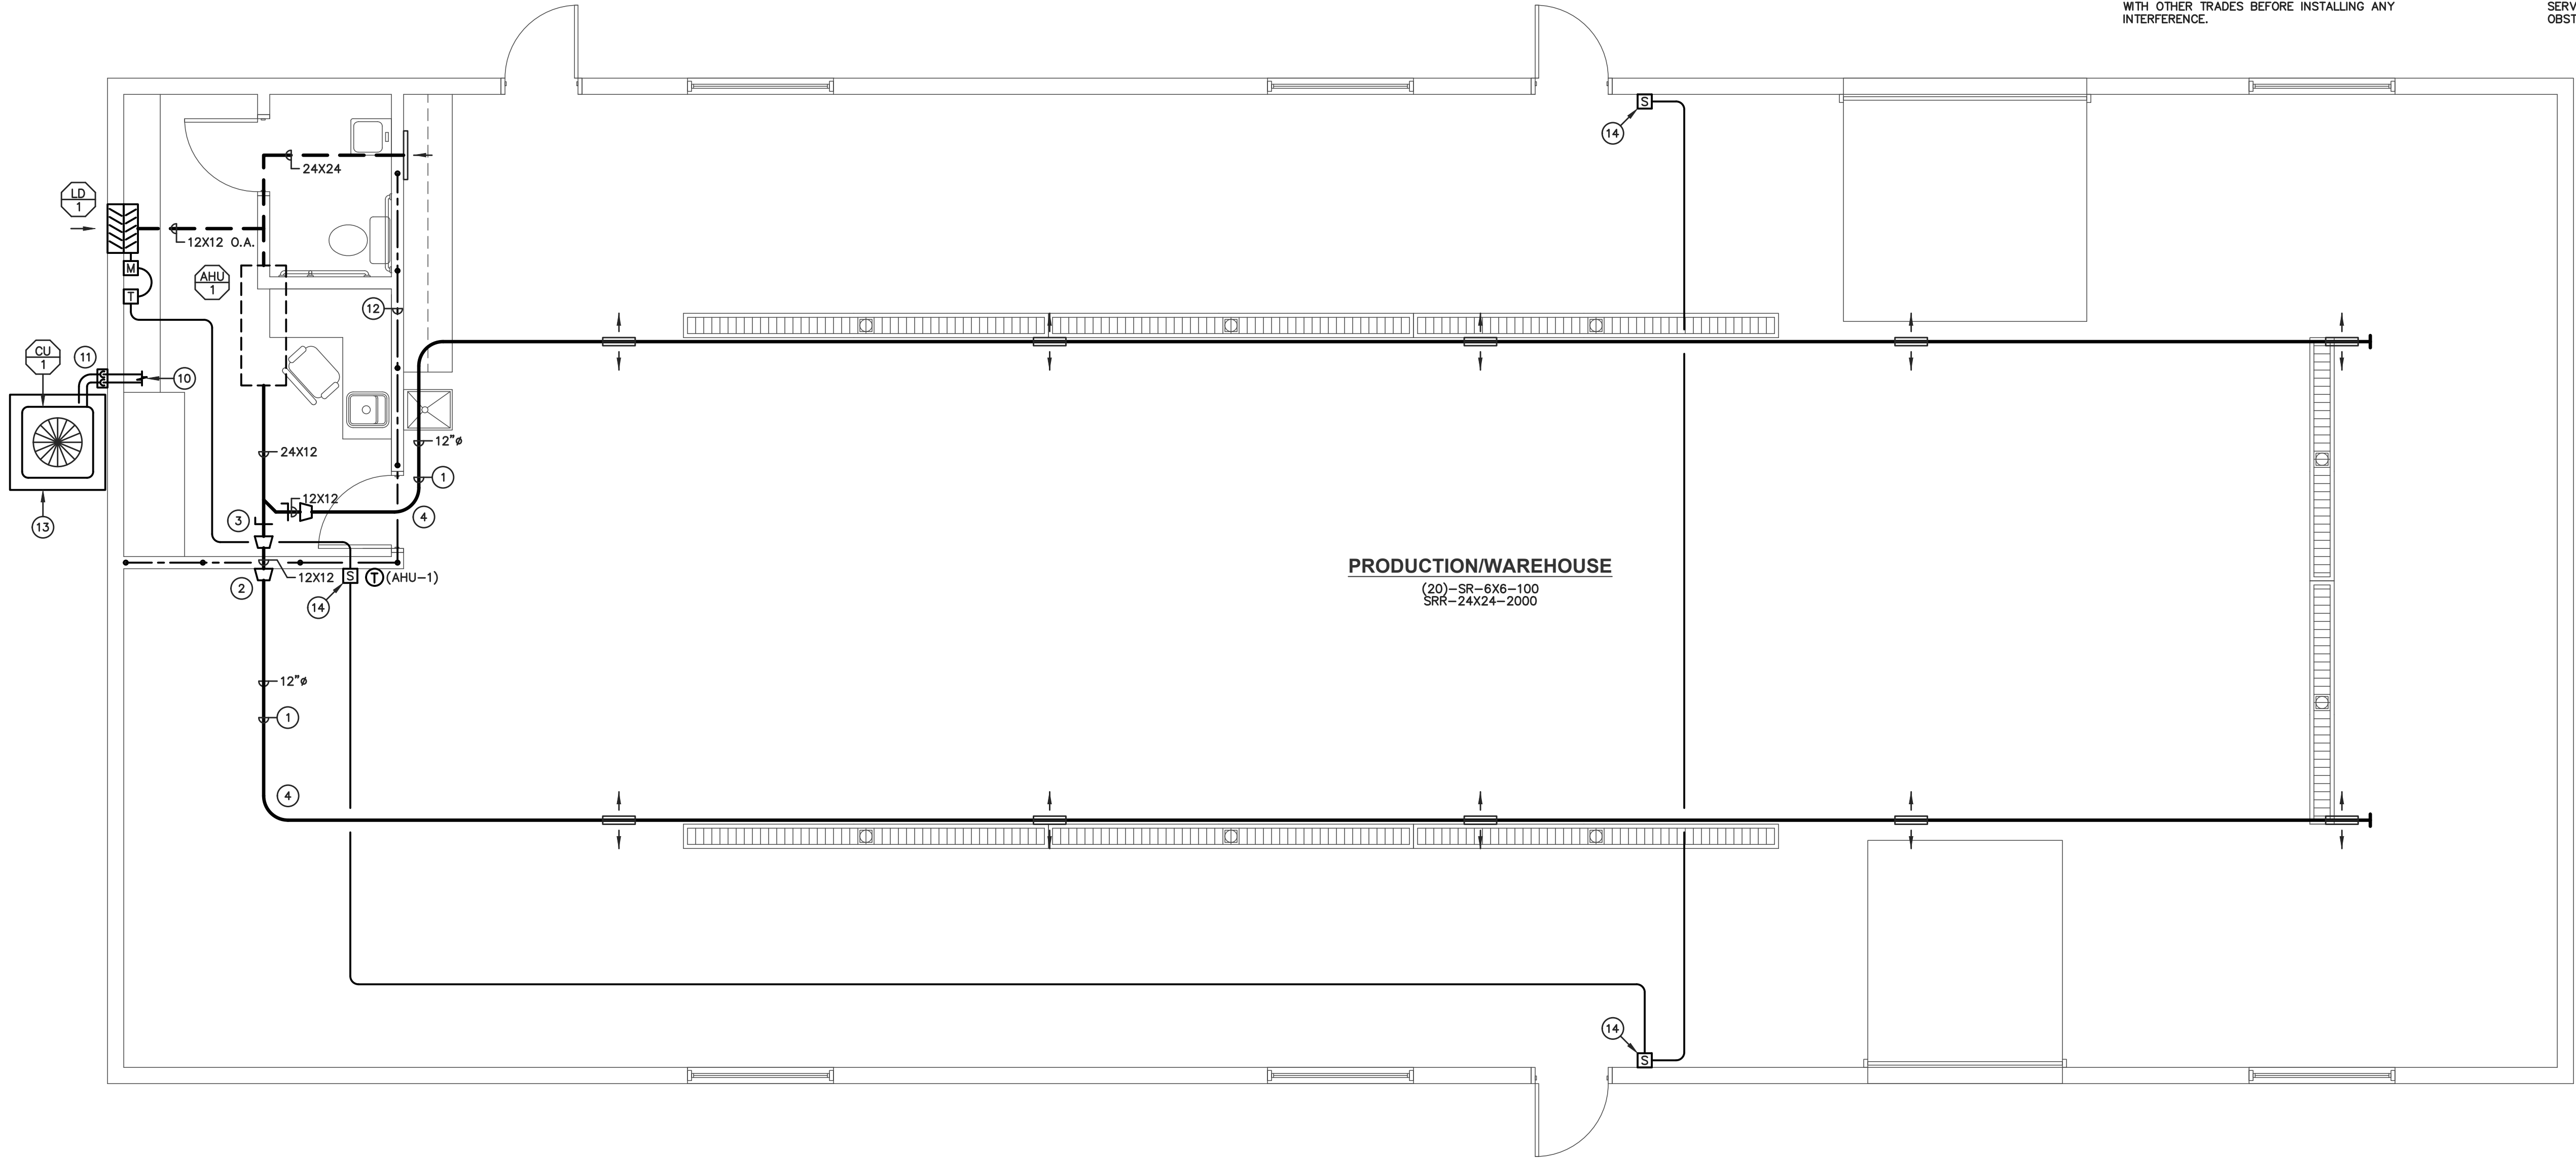 WITH OTHER TRADES BEFORE INSTALLING ANY
INTERFERENCE.
SERV
OBST
S
14
24X24
LD
1
12X12 O.A.
M
AHU
1
T
12
CU
1
11
10
12"ø
24X12
1
12X12
3
4
13
PRODUCTION/WAREHOUSE
(20)-SR-6X6-100
SRR-24X24-2000
12X12
S
T
(AHU-1)
2
14
12"ø
1
4
14
S